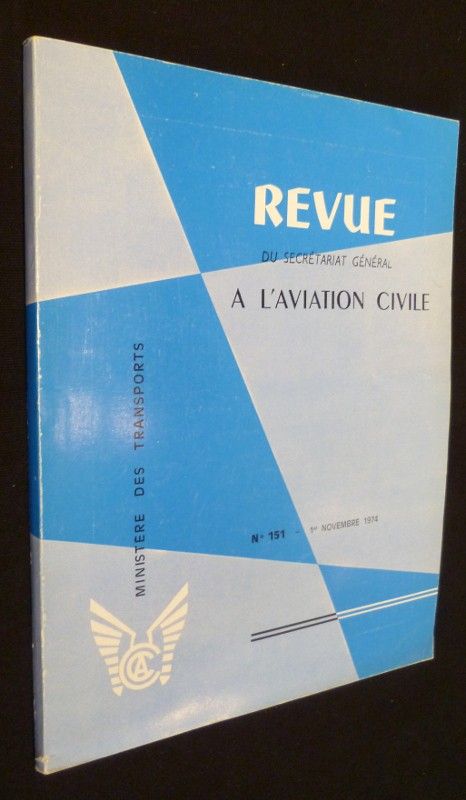 REVUE
DU SECRÉTARIAT GÉNÉRAL
A L'AVIATION CIVILE
MINISTERE DES TRANSPORTS
N° 151 - 1er NOVEMBRE 1974